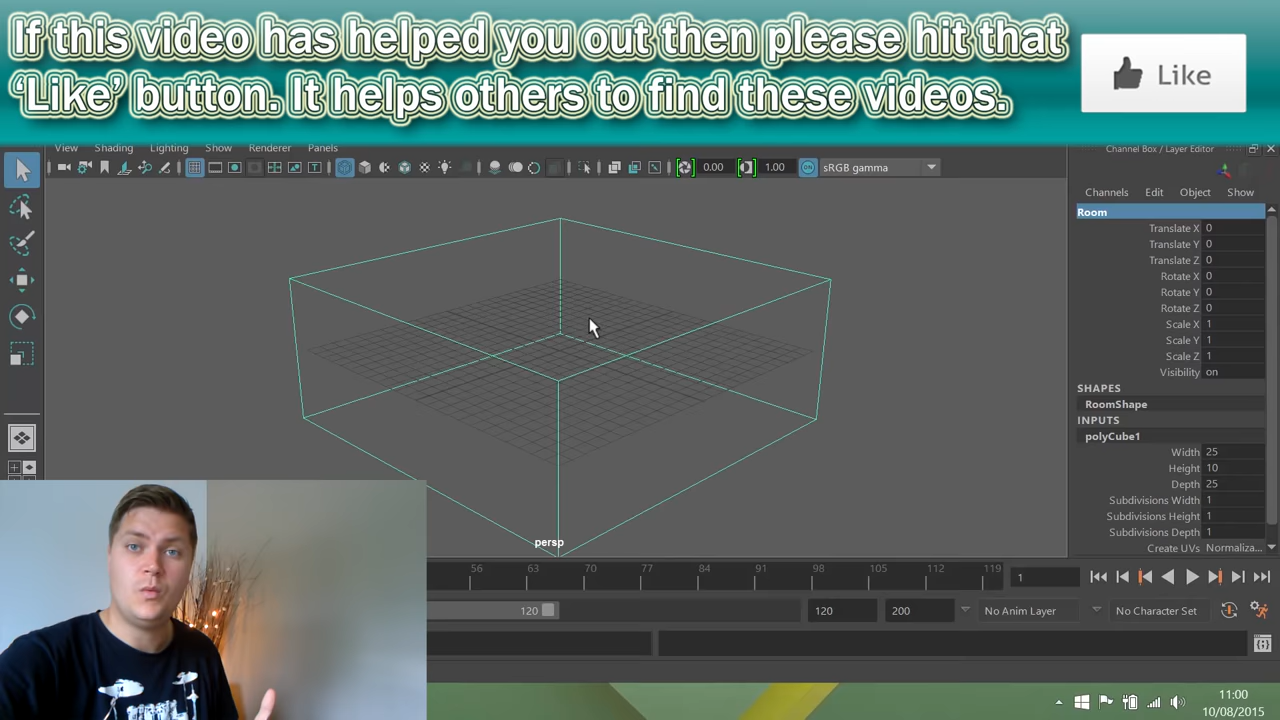 If this video has helped you out then please hit that
‘Like’ button. It helps others to find these videos.
Like
View Shading Lighting Show Renderer Panels
Channel Box / Layer Editor
0.00 1.00 ON sRGB gamma
Channels Edit Object Show
Room
Translate X 0
Translate Y 0
Translate Z 0
Rotate X 0
Rotate Y 0
Rotate Z 0
Scale X 1
Scale Y 1
Scale Z 1
Visibility on
SHAPES
RoomShape
INPUTS
polyCube1
Width 25
Height 10
Depth 25
Subdivisions Width 1
Subdivisions Height 1
Subdivisions Depth 1
Create UVs Normaliza...
persp
56 63 70 77 84 91 98 105 112 119 1
120 120 200 No Anim Layer No Character Set
11:00
10/08/2015